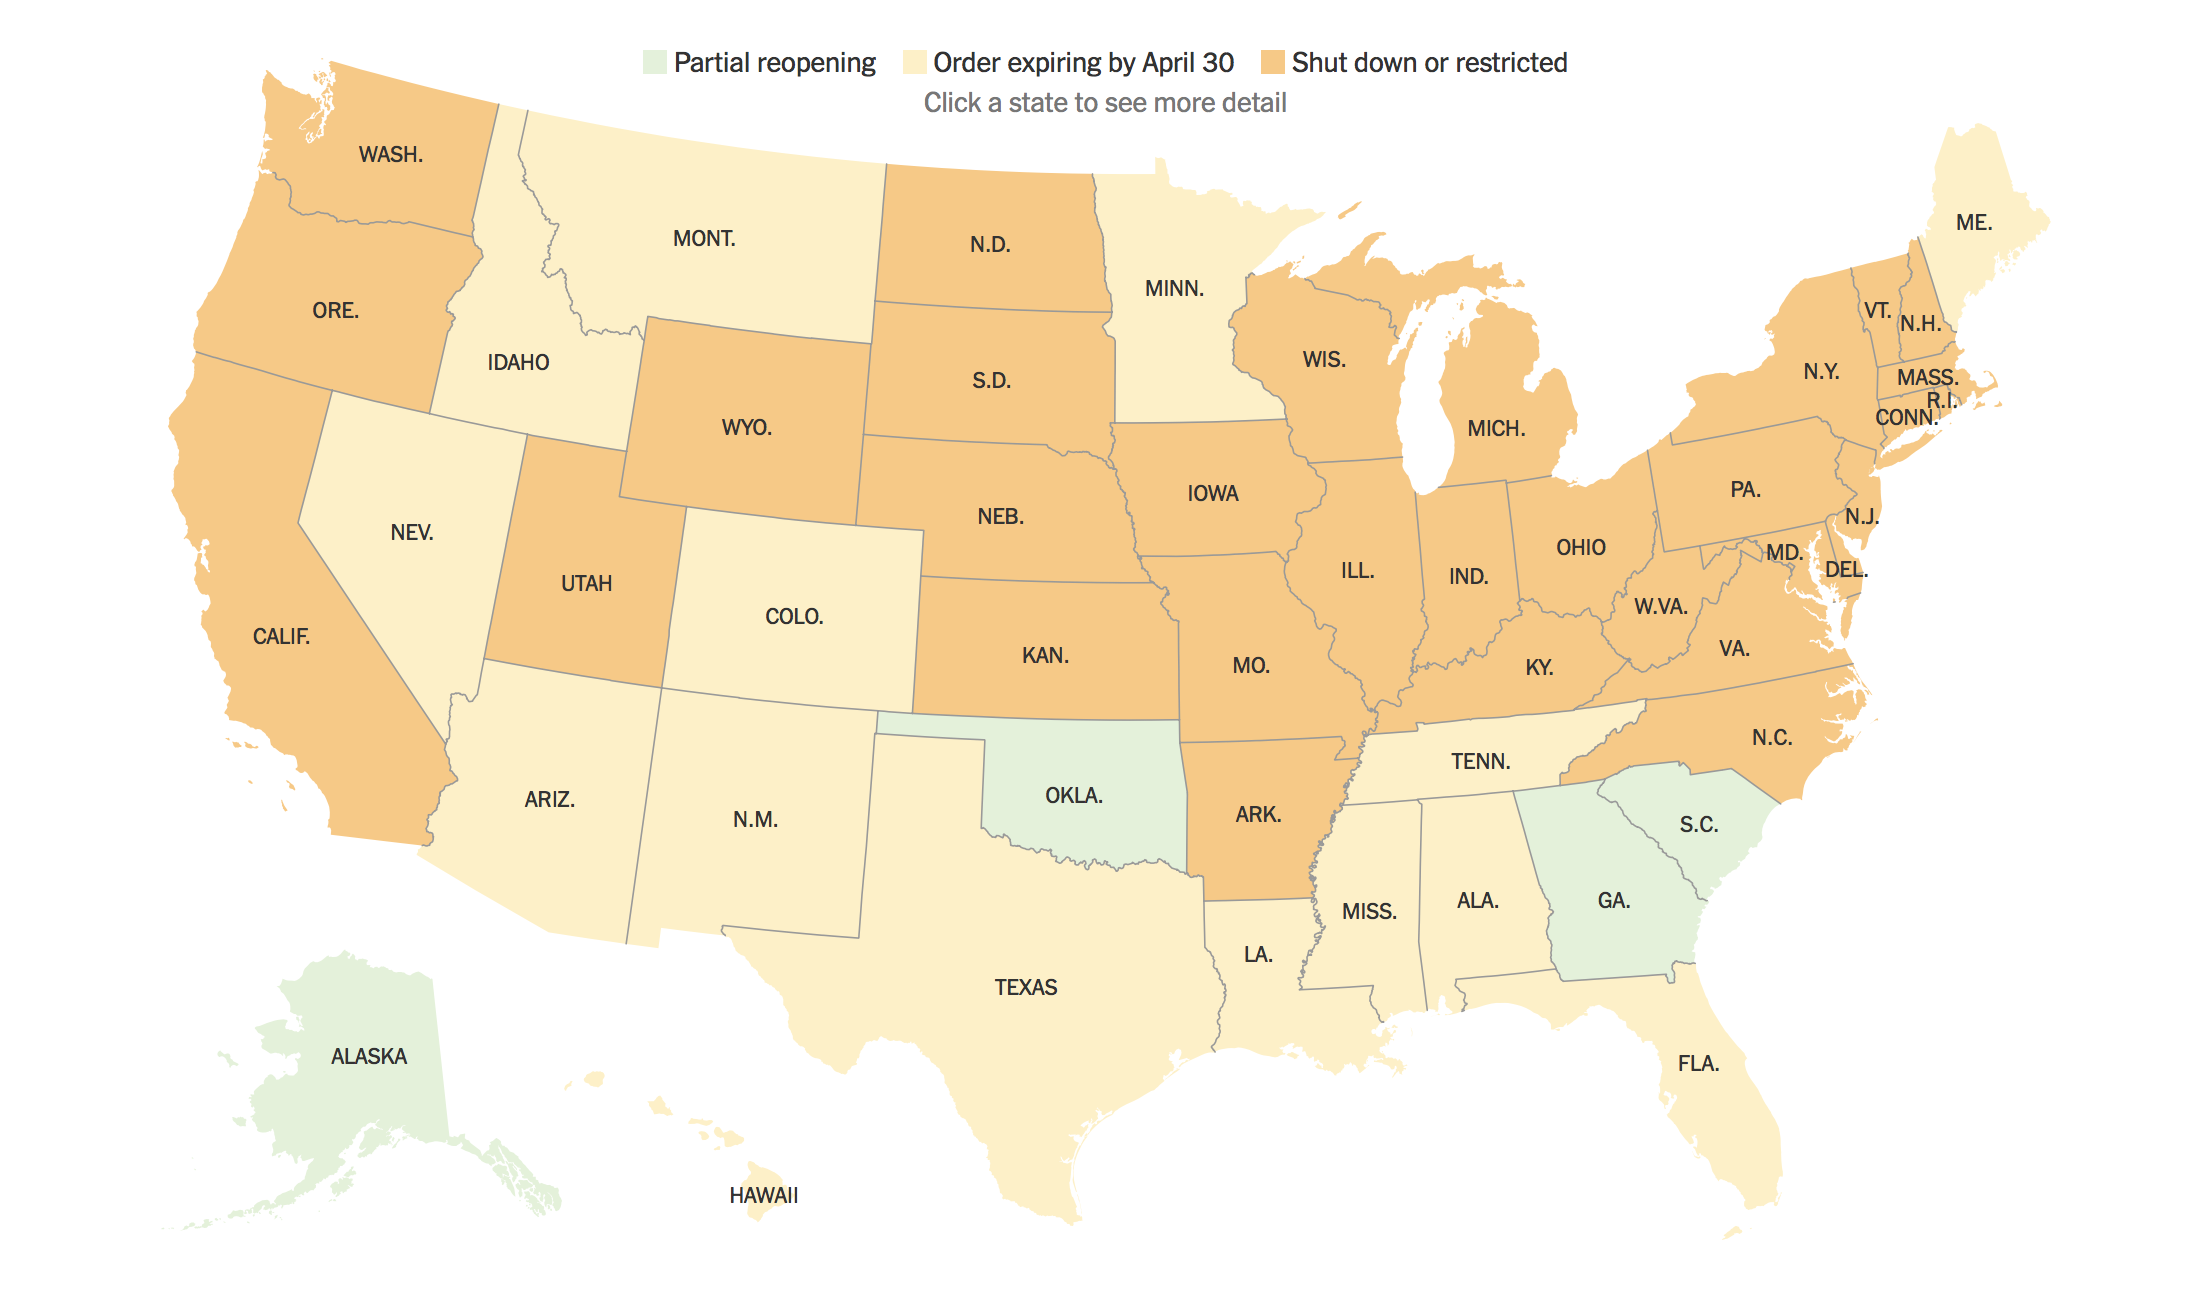 Partial reopening
Order expiring by April 30
Shut down or restricted
Click a state to see more detail
WASH.
MONT.
N.D.
MINN.
ME.
ORE.
IDAHO
WYO.
S.D.
WIS.
MICH.
VT.
N.H.
N.Y.
MASS.
R.I.
CONN.
NEV.
UTAH
COLO.
NEB.
IOWA
ILL.
IND.
OHIO
PA.
N.J.
MD.
DEL.
W.VA.
VA.
CALIF.
KAN.
MO.
KY.
N.C.
TENN.
ARIZ.
N.M.
OKLA.
ARK.
S.C.
MISS.
ALA.
GA.
TEXAS
LA.
FLA.
ALASKA
HAWAII